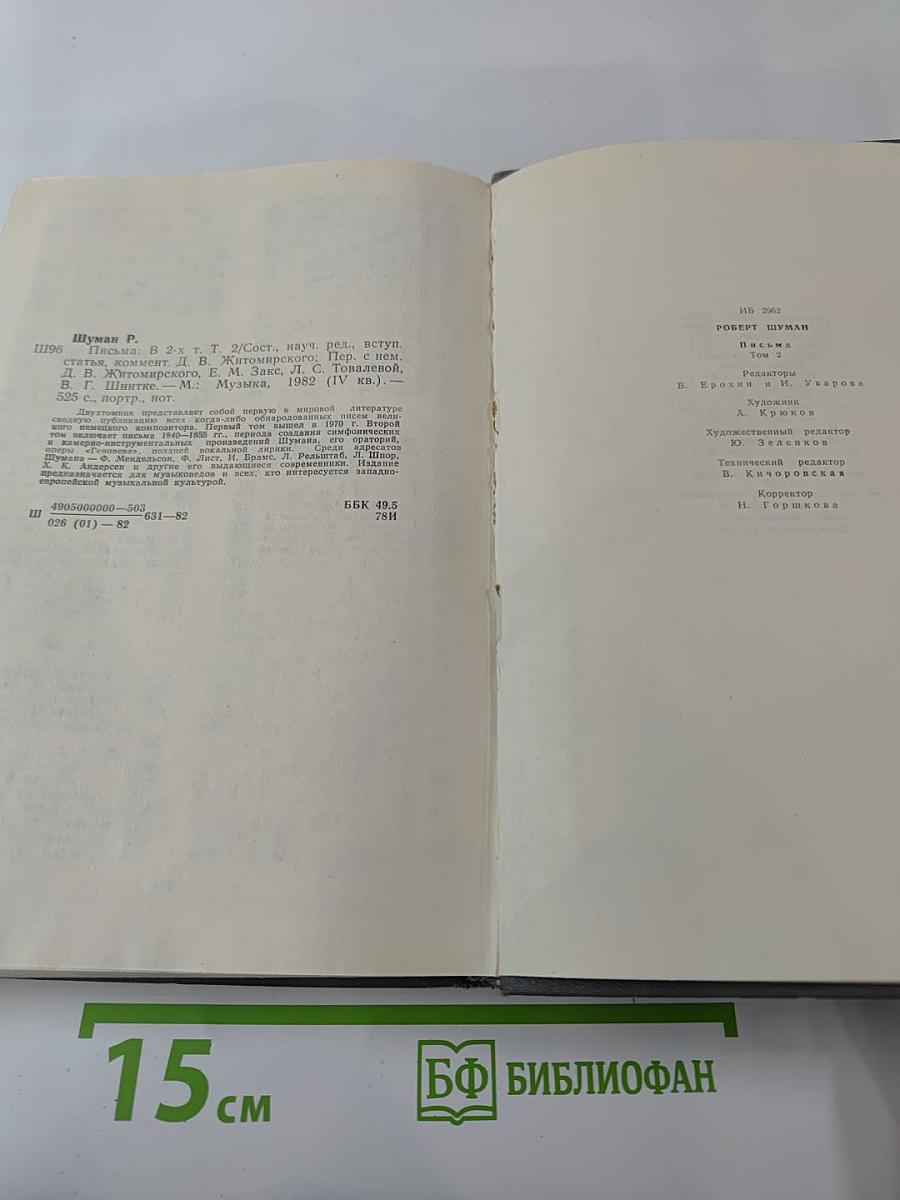 Шуман Р.
Ш96 Письма: В 2-х т. Т. 2/Сост., науч. ред., вступ.
статья, коммент. Д. В. Житомирского; Пер. с нем.
Д. В. Житомирского, Е. М. Закс, Л. С. Товалевой,
В. Г. Шнитке. — М.: Музыка, 1982 (IV кв.). —
525 с., портр., нот.
Двухтомник представляет собой первую в мировой литературе
сводную публикацию всех когда-либо обнародованных писем вели-
кого немецкого композитора. Первый том вышел в 1970 г. Второй
том включает письма 1840—1855 гг., периода создания симфонических
и камерно-инструментальных произведений Шумана, его ораторий,
оперы «Геновева», поздней вокальной лирики. Среди адресатов
Шумана — Ф. Мендельсон, Ф. Лист, И. Брамс, Л. Рельштаб, Л. Шпор,
Х. К. Андерсен и другие его выдающиеся современники. Издание
предназначается для музыковедов и всех, кто интересуется западно-
европейской музыкальной культурой.
Ш 4905000000—503
026 (01) — 82
631—82
ББК 49.5
78И
ИБ 2962
РОБЕРТ ШУМАН
Письма
Том 2
Редакторы
В. Ерохин и И. Уварова
Художник
А. Крюков
Художественный редактор
Ю. Зеленков
Технический редактор
В. Кичоровская
Корректор
Н. Горшкова
15 см
БФ БИБЛИОФАН